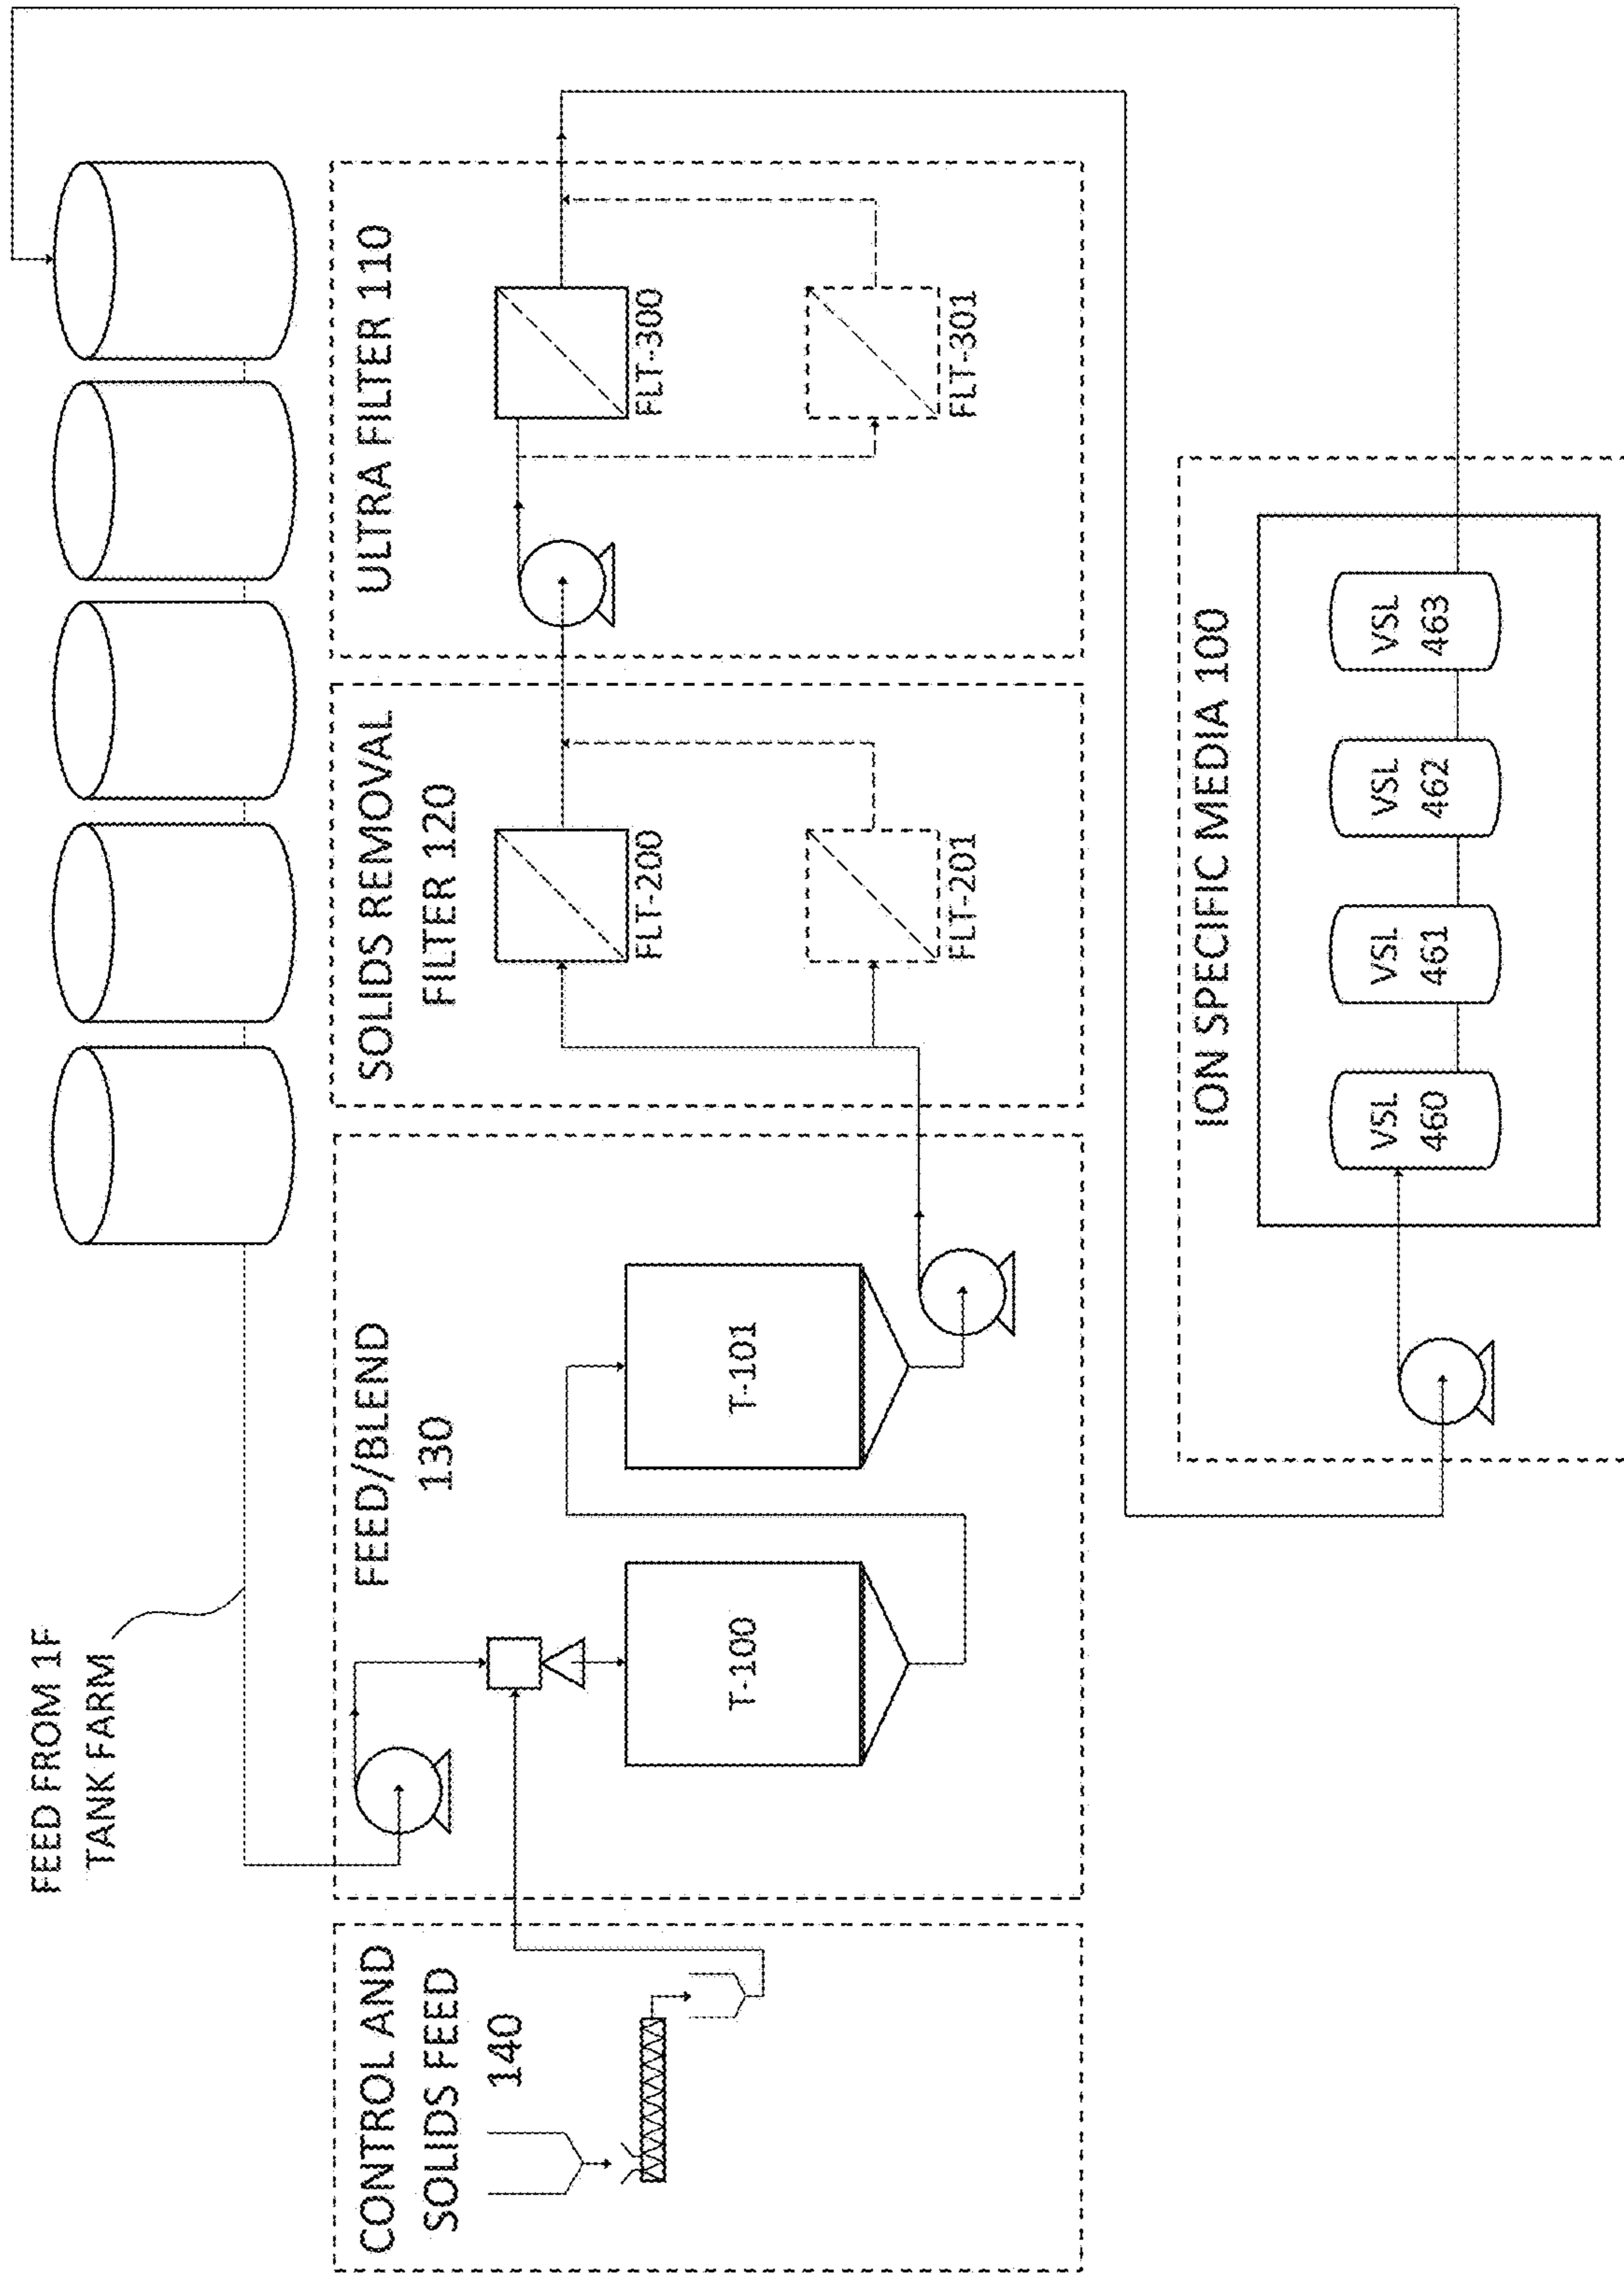 FEED FROM 1F
TANK FARM
CONTROL AND
SOLIDS FEED
140
FEED/BLEND
130
T-100
T-101
SOLIDS REMOVAL
FILTER 120
FLT-200
FLT-201
ULTRA FILTER 110
FLT-300
FLT-301
ION SPECIFIC MEDIA 100
VSL
460
VSL
461
VSL
462
VSL
463